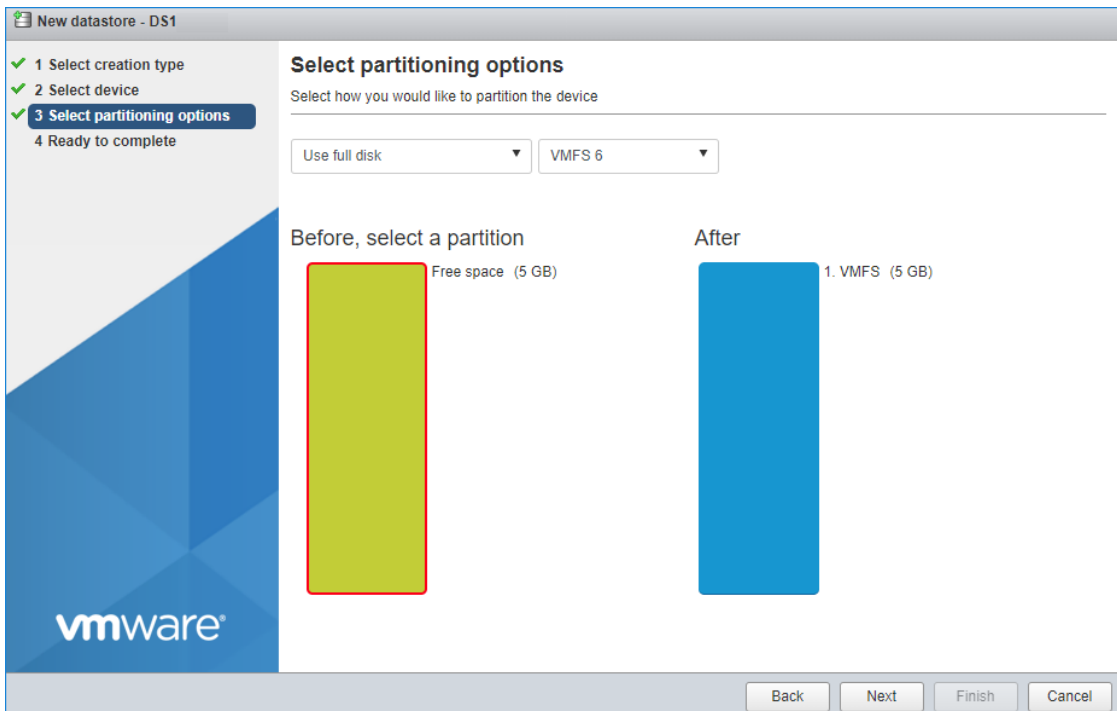 New datastore - DS1
1 Select creation type
2 Select device
3 Select partitioning options
4 Ready to complete
Select partitioning options
Select how you would like to partition the device
Use full disk
VMFS 6
Before, select a partition
Free space (5 GB)
After
1. VMFS (5 GB)
vmware®
Back
Next
Finish
Cancel